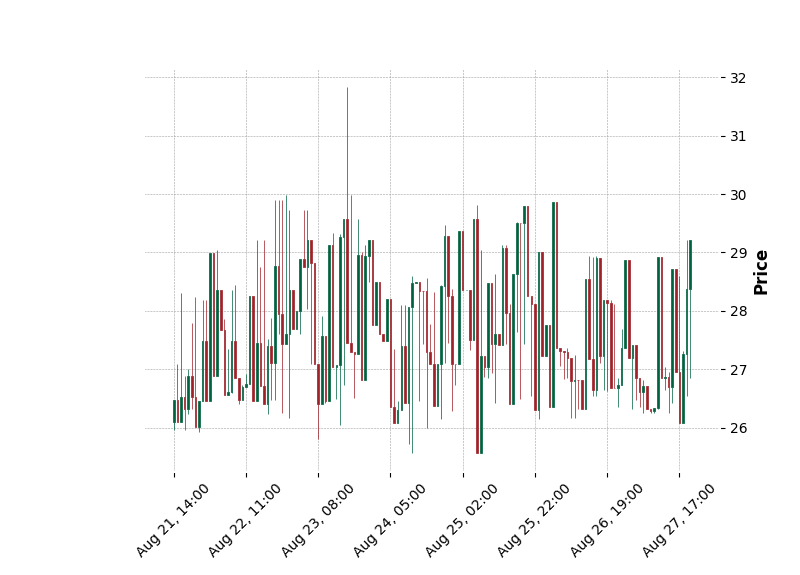 32
31
30
29
28
27
26
Price
Aug 21, 14:00
Aug 22, 11:00
Aug 23, 08:00
Aug 24, 05:00
Aug 25, 02:00
Aug 25, 22:00
Aug 26, 19:00
Aug 27, 17:00